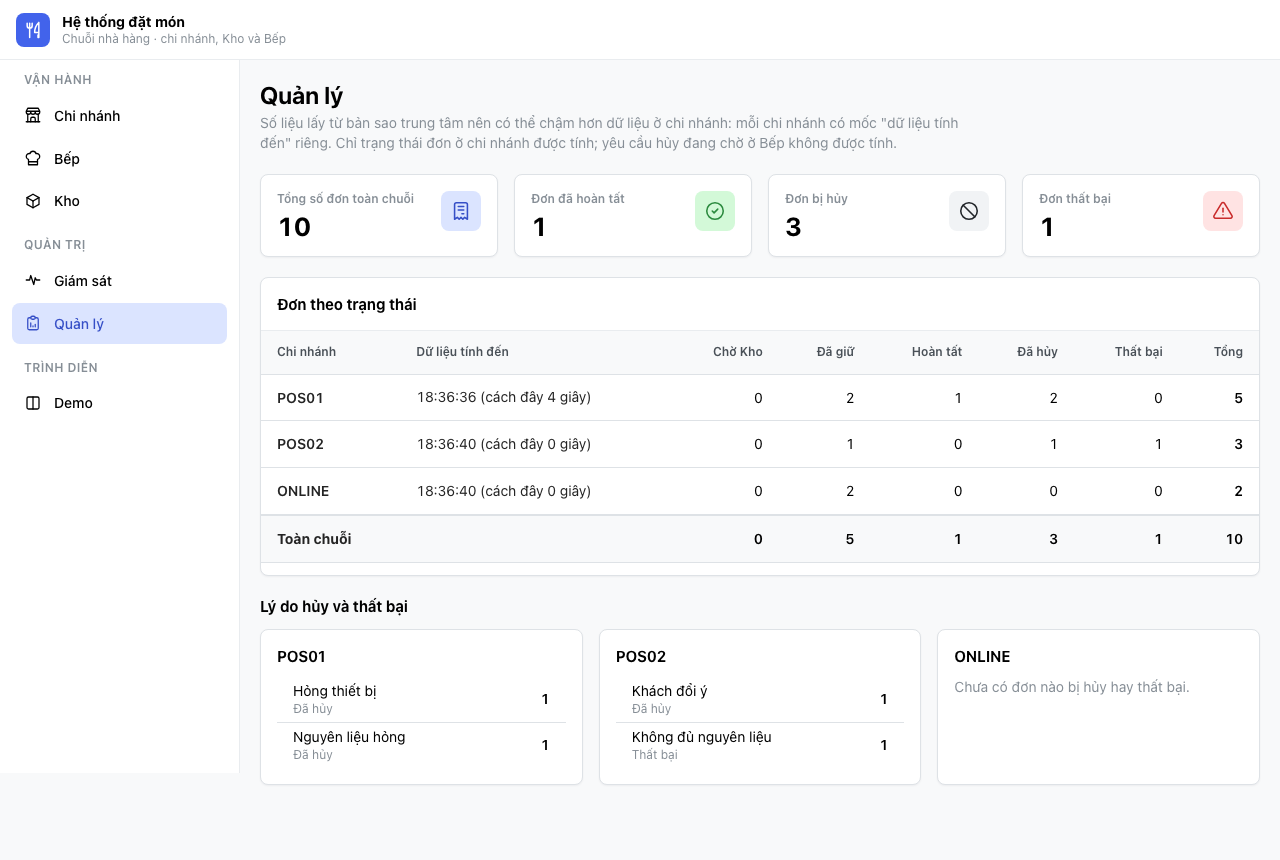 Hệ thống đặt món
Chuỗi nhà hàng · chi nhánh, Kho và Bếp
VẬN HÀNH
Chi nhánh
Bếp
Kho
QUẢN TRỊ
Giám sát
Quản lý
TRÌNH DIỄN
Demo
Quản lý
Số liệu lấy từ bản sao trung tâm nên có thể chậm hơn dữ liệu ở chi nhánh: mỗi chi nhánh có mốc "dữ liệu tính
đến" riêng. Chỉ trạng thái đơn ở chi nhánh được tính; yêu cầu hủy đang chờ ở Bếp không được tính.
Tổng số đơn toàn chuỗi
10
Đơn đã hoàn tất
1
Đơn bị hủy
3
Đơn thất bại
1
Đơn theo trạng thái
Chi nhánh Dữ liệu tính đến Chờ Kho Đã giữ Hoàn tất Đã hủy Thất bại Tổng
POS01 18:36:36 (cách đây 4 giây) 0 2 1 2 0 5
POS02 18:36:40 (cách đây 0 giây) 0 1 0 1 1 3
ONLINE 18:36:40 (cách đây 0 giây) 0 2 0 0 0 2
Toàn chuỗi 0 5 1 3 1 10
Lý do hủy và thất bại
POS01
Hỏng thiết bị 1
Đã hủy
Nguyên liệu hỏng 1
Đã hủy
POS02
Khách đổi ý 1
Đã hủy
Không đủ nguyên liệu 1
Thất bại
ONLINE
Chưa có đơn nào bị hủy hay thất bại.